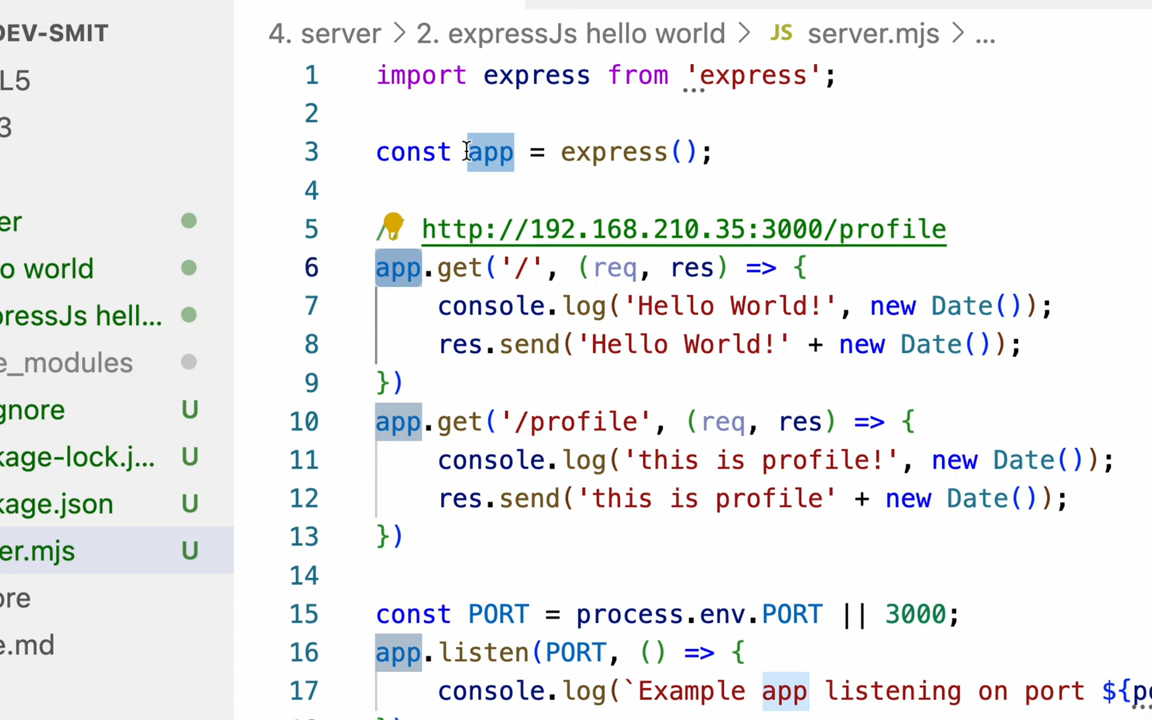 DEV-SMIT
L5
3
er
o world
pressJs hell...
e_modules
gnore
kage-lock.j...
kage.json
er.mjs
ore
e.md
U
U
U
U
4. server > 2. expressJs hello world > JS server.mjs > ...
1 import express from 'express';
2
3 const app = express();
4
5 // http://192.168.210.35:3000/profile
6 app.get('/', (req, res) => {
7 console.log('Hello World!', new Date());
8 res.send('Hello World!' + new Date());
9 })
10 app.get('/profile', (req, res) => {
11 console.log('this is profile!', new Date());
12 res.send('this is profile' + new Date());
13 })
14
15 const PORT = process.env.PORT || 3000;
16 app.listen(PORT, () => {
17 console.log(`Example app listening on port ${po